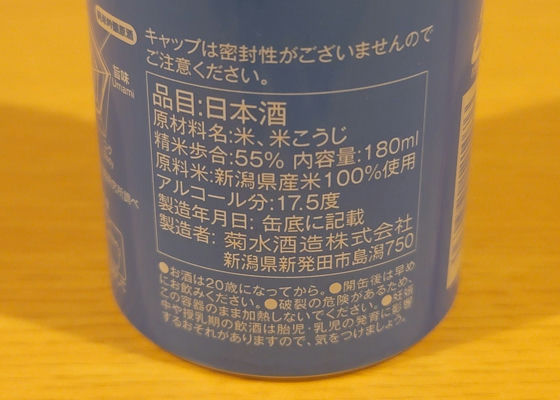 純米吟醸原酒
旨味
Umami
キャップは密封性がございませんので
ご注意ください。
品目:日本酒
原材料名:米、米こうじ
精米歩合:55% 内容量:180ml
原料米:新潟県産米100%使用
アルコール分:17.5度
製造年月日: 缶底に記載
製造者: 菊水酒造株式会社
新潟県新発田市島潟750
●お酒は20歳になってから。●開缶後は早め
にお飲みください。●破裂の危険があるため、
この容器のまま加熱しないでください。●妊娠
中や授乳期の飲酒は胎児・乳児の発育に影響
するおそれがありますので、気をつけましょう。